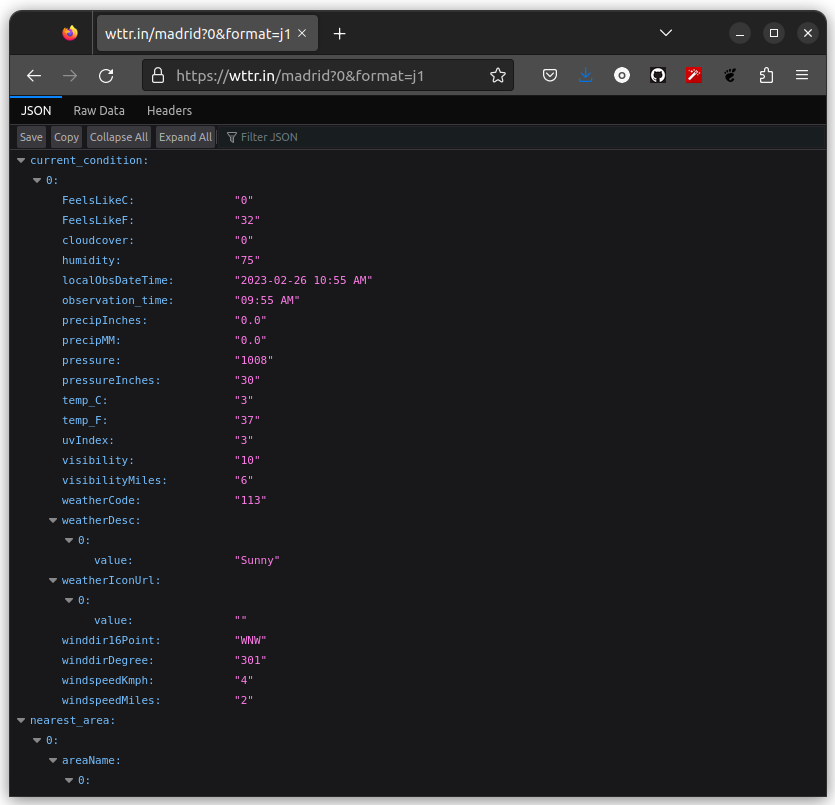 wttr.in/madrid?0&format=j1
https://wttr.in/madrid?0&format=j1
JSON Raw Data Headers
Save Copy Collapse All Expand All Filter JSON
current_condition:
0:
FeelsLikeC: "0"
FeelsLikeF: "32"
cloudcover: "0"
humidity: "75"
localObsDateTime: "2023-02-26 10:55 AM"
observation_time: "09:55 AM"
precipInches: "0.0"
precipMM: "0.0"
pressure: "1008"
pressureInches: "30"
temp_C: "3"
temp_F: "37"
uvIndex: "3"
visibility: "10"
visibilityMiles: "6"
weatherCode: "113"
weatherDesc:
0:
value: "Sunny"
weatherIconUrl:
0:
value: ""
winddir16Point: "WNW"
winddirDegree: "301"
windspeedKmph: "4"
windspeedMiles: "2"
nearest_area:
0:
areaName:
0: